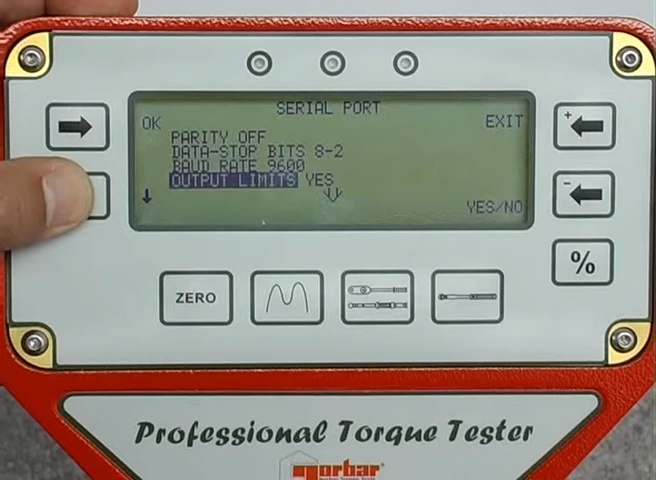 SERIAL PORT
OK
EXIT
PARITY OFF
DATA-STOP BITS 8-2
BAUD RATE 9600
OUTPUT LIMITS YES
YES/NO
+
-
%
ZERO
Professional Torque Tester
norbar